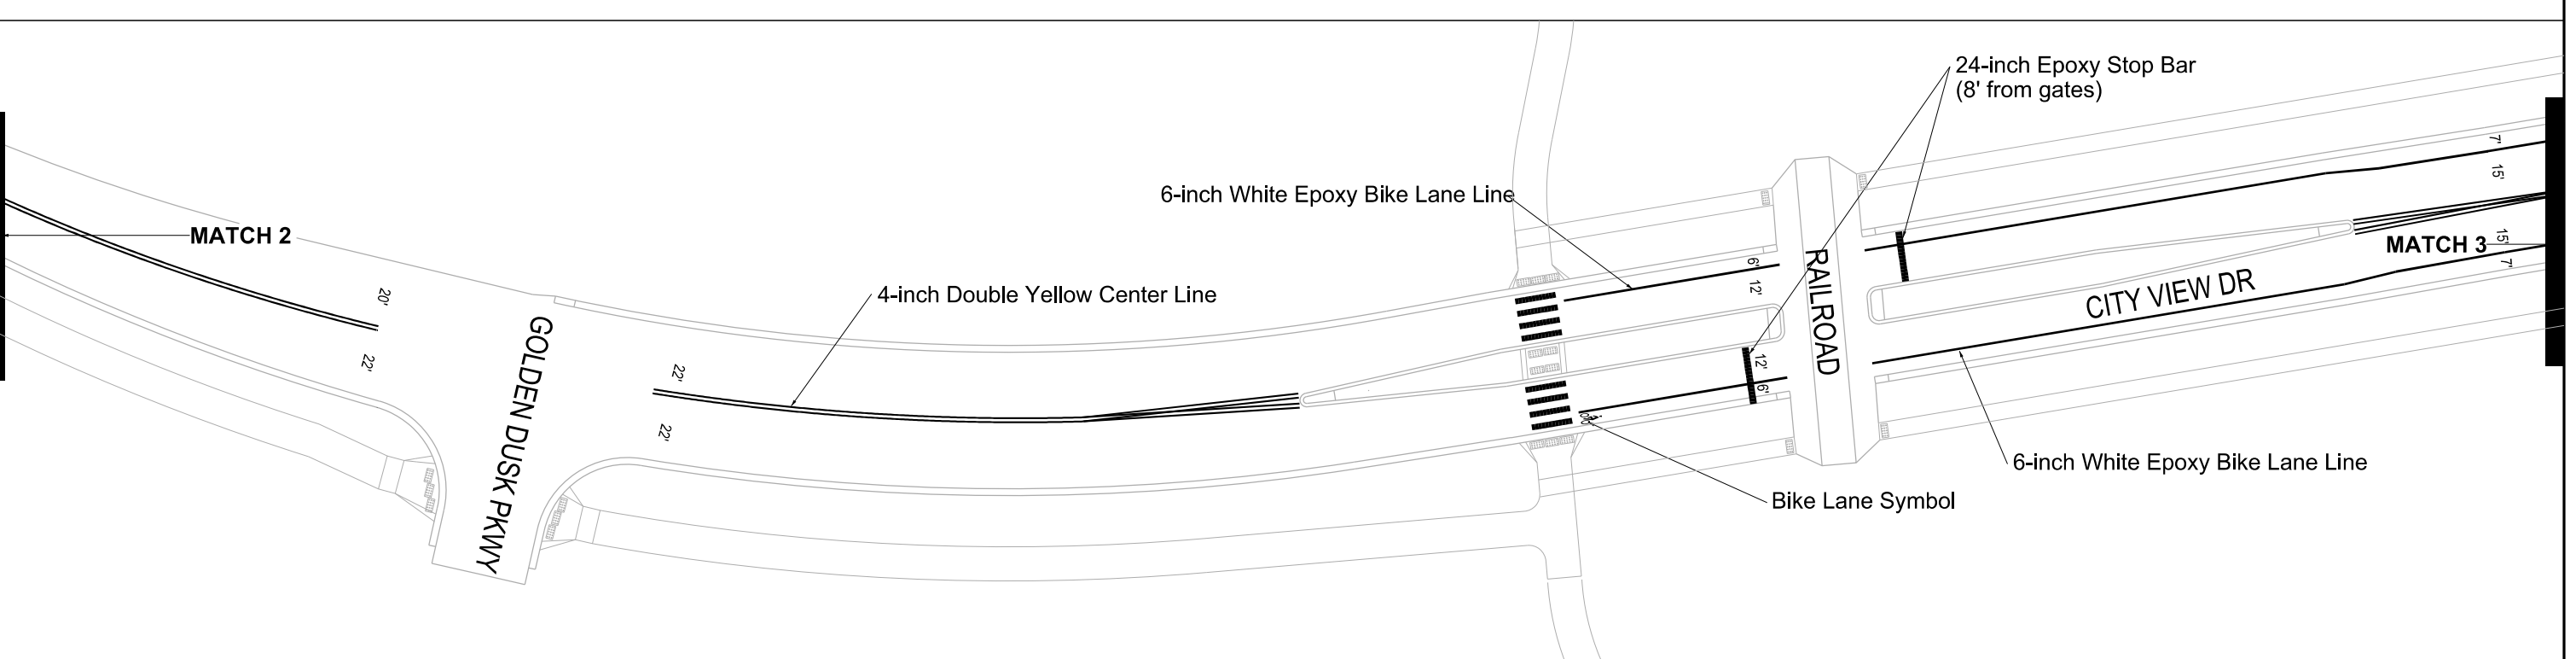 24-inch Epoxy Stop Bar
(8' from gates)
7'
15'
6-inch White Epoxy Bike Lane Line
MATCH 2
15'
MATCH 3
7'
6'
12'
RAILROAD
CITY VIEW DR
20'
4-inch Double Yellow Center Line
GOLDEN DUSK PKWY
22'
22'
12'
6'
22'
6-inch White Epoxy Bike Lane Line
Bike Lane Symbol